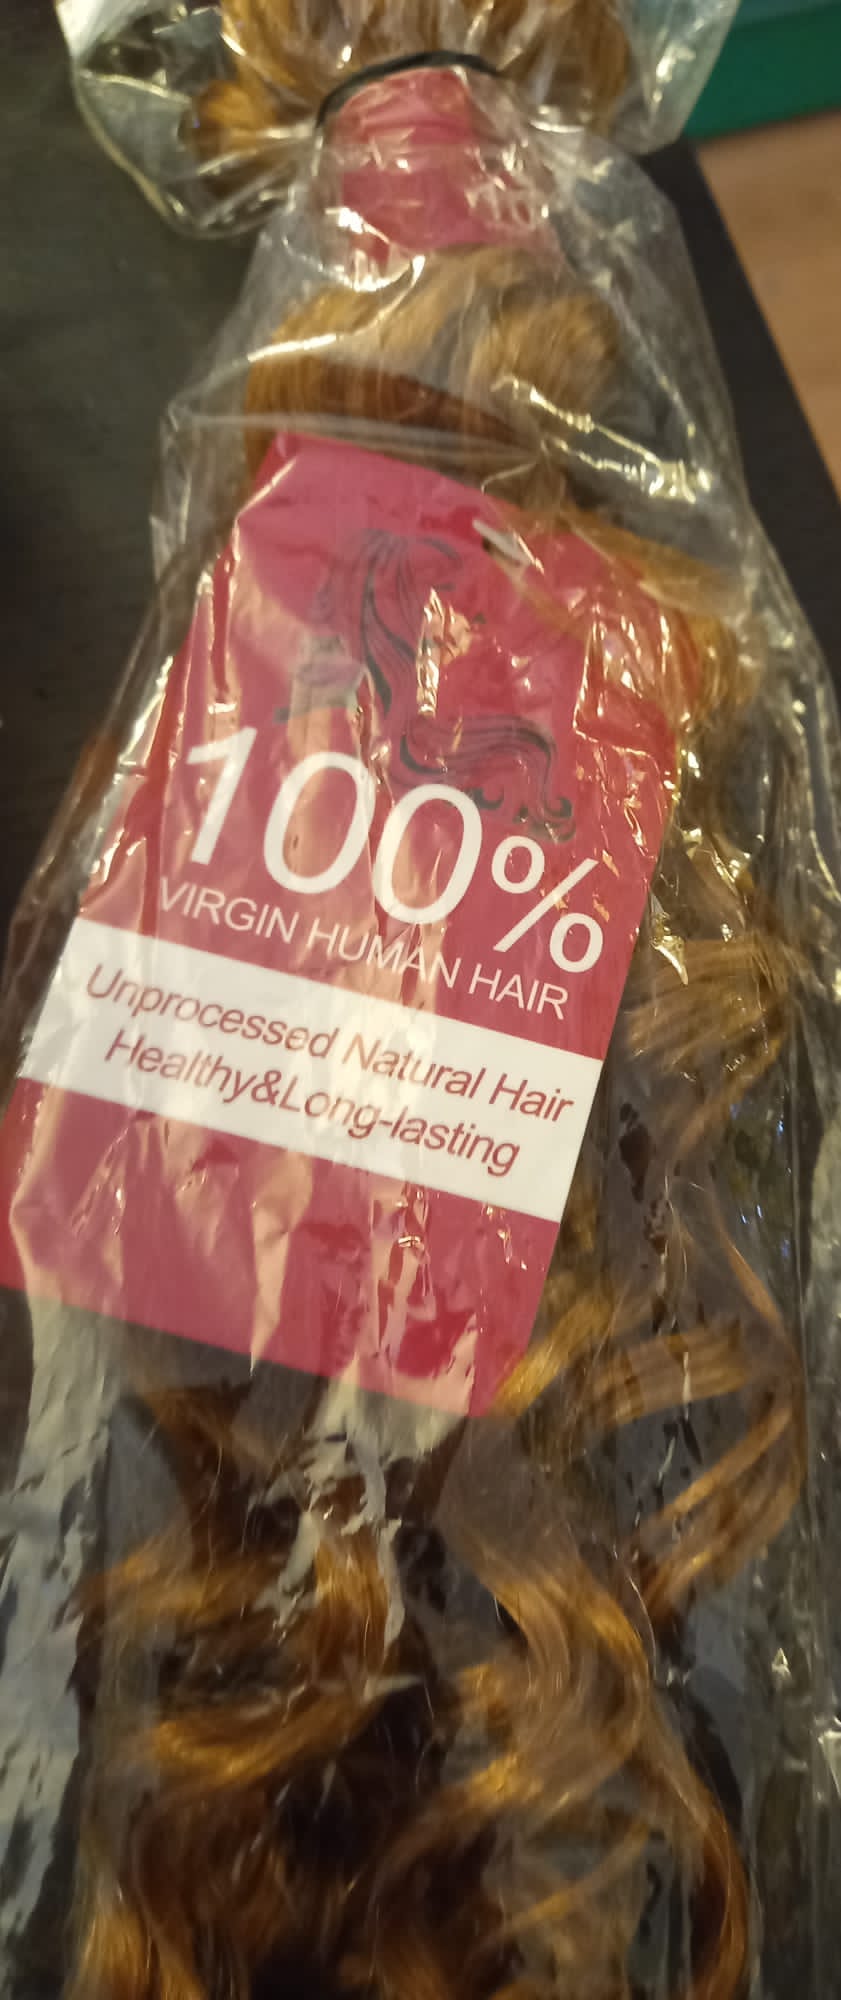 100%
VIRGIN HUMAN HAIR
Unprocessed Natural Hair
Healthy&Long-lasting